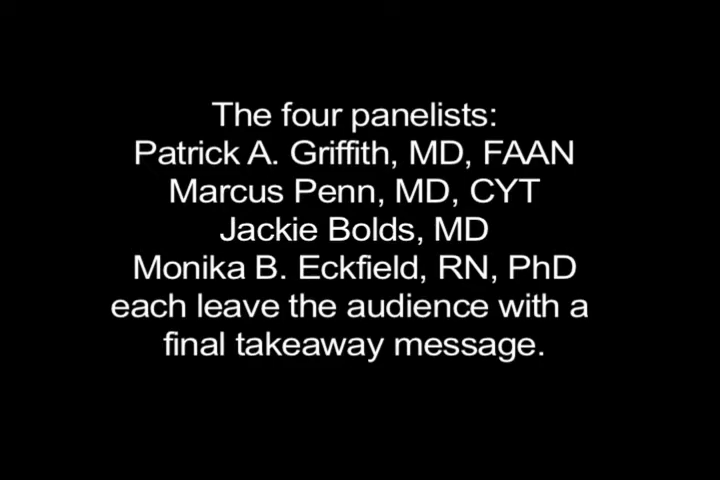 The four panelists:
Patrick A. Griffith, MD, FAAN
Marcus Penn, MD, CYT
Jackie Bolds, MD
Monika B. Eckfield, RN, PhD
each leave the audience with a
final takeaway message.